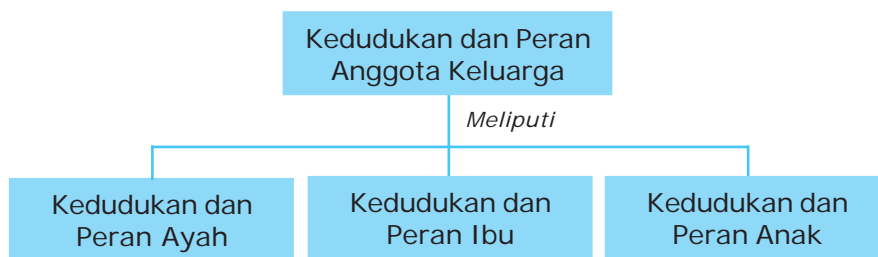 Kedudukan dan Peran
Anggota Keluarga
Meliputi
Kedudukan dan
Peran Ayah
Kedudukan dan
Peran Ibu
Kedudukan dan
Peran Anak